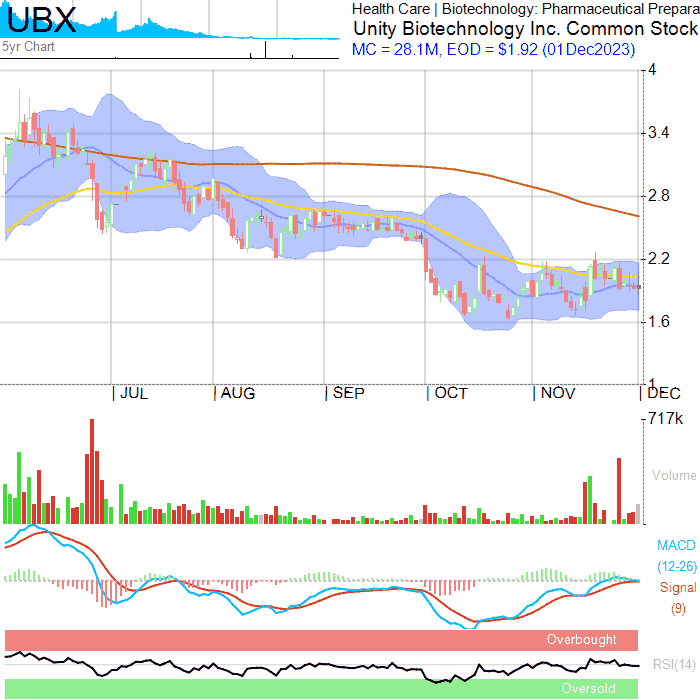 UBX
5yr Chart
Health Care | Biotechnology: Pharmaceutical Prepara
Unity Biotechnology Inc. Common Stock
MC = 28.1M, EOD = $1.92 (01Dec2023)
4
3.4
2.8
2.2
1.6
1
JUL
AUG
SEP
OCT
NOV
DEC
717k
Volume
MACD
(12-26)
Signal
(9)
Overbought
RSI(14)
Oversold